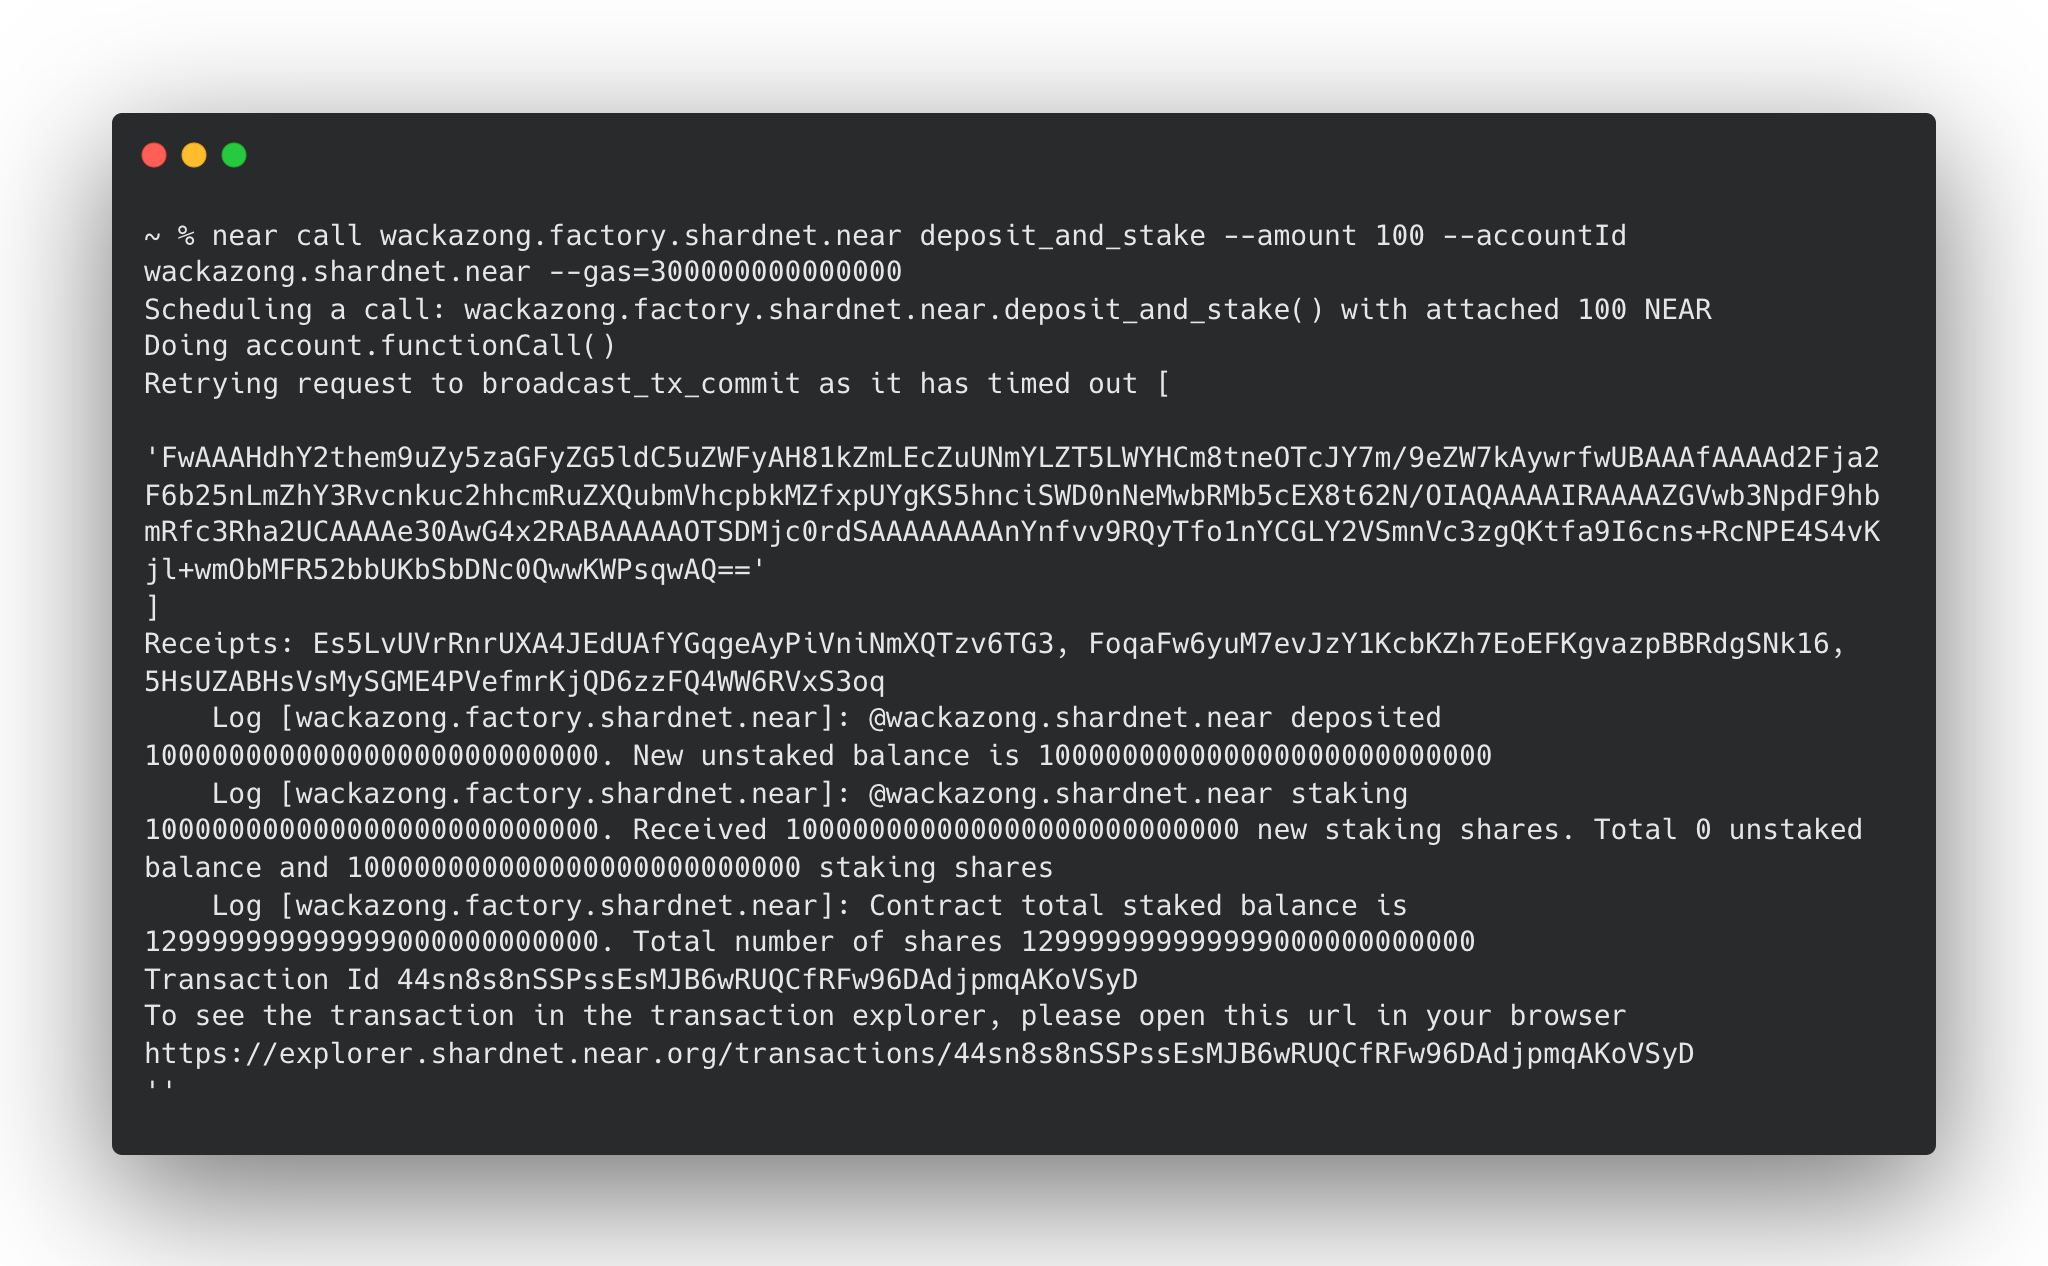 ~ % near call wackazong.factory.shardnet.near deposit_and_stake --amount 100 --accountId
wackazong.shardnet.near --gas=300000000000000
Scheduling a call: wackazong.factory.shardnet.near.deposit_and_stake() with attached 100 NEAR
Doing account.functionCall()
Retrying request to broadcast_tx_commit as it has timed out [
'FwAAAHdhY2them9uZy5zaGFyZG5ldC5uZWFyAH81kZmLEcZuUNmYLZT5LWYHCm8tneOTcJY7m/9eZW7kAywrfwUBAAAfAAAAd2Fja2
F6b25nLmZhY3Rvcnkuc2hhcmRuZXQubmVhcpbkMZfxpUYgKS5hnciSWD0nNeMwbRMb5cEX8t62N/OIAQAAAAIRAAAAZGVwb3NpdF9hb
mRfc3Rha2UCAAAAe30AwG4x2RABAAAAAOTSDMjc0rdSAAAAAAAAnYnfvv9RQyTfo1nYCGLY2VSmnVc3zgQKtfa9I6cns+RcNPE4S4vK
jl+wmObMFR52bbUKbSbDNc0QwwKWPsqwAQ=='
]
Receipts: Es5LvUVrRnrUXA4JEdUAfYGqgeAyPiVniNmXQTzv6TG3, FoqaFw6yuM7evJzY1KcbKZh7EoEFKgvazpBBRdgSNk16,
5HsUZABHsVsMySGME4PVefmrKjQD6zzFQ4WW6RVxS3oq
    Log [wackazong.factory.shardnet.near]: @wackazong.shardnet.near deposited
100000000000000000000000000. New unstaked balance is 100000000000000000000000000
    Log [wackazong.factory.shardnet.near]: @wackazong.shardnet.near staking
100000000000000000000000000. Received 100000000000000000000000000 new staking shares. Total 0 unstaked
balance and 100000000000000000000000000 staking shares
    Log [wackazong.factory.shardnet.near]: Contract total staked balance is
129999999999999000000000000. Total number of shares 129999999999999000000000000
Transaction Id 44sn8s8nSSPssEsMJB6wRUQCfRFw96DAdjpmqAKoVSyD
To see the transaction in the transaction explorer, please open this url in your browser
https://explorer.shardnet.near.org/transactions/44sn8s8nSSPssEsMJB6wRUQCfRFw96DAdjpmqAKoVSyD
''